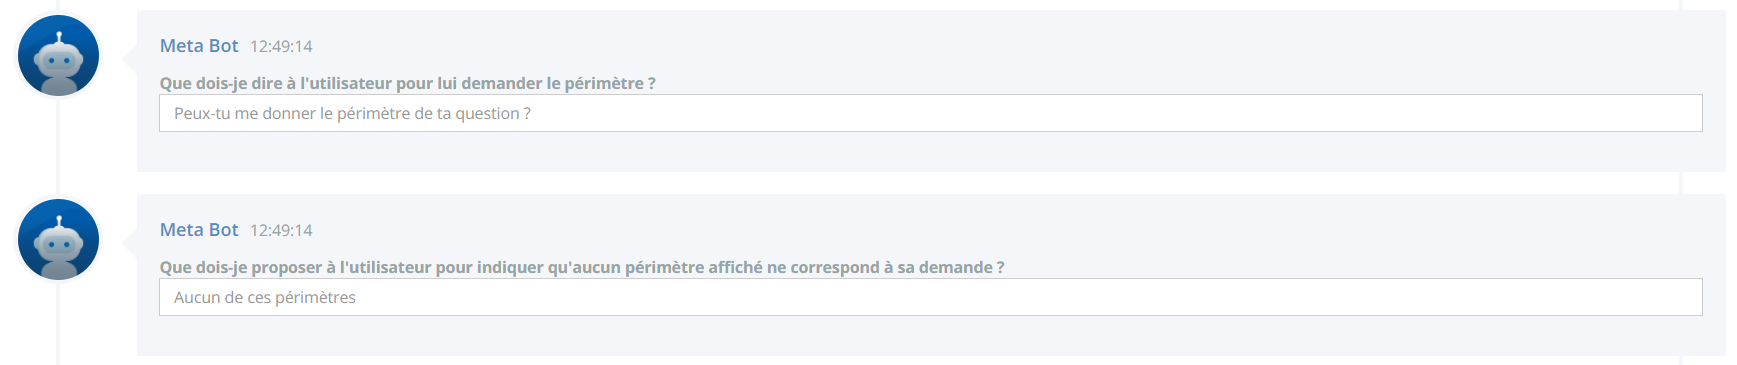 Meta Bot 12:49:14
Que dois-je dire à l'utilisateur pour lui demander le périmètre ?
Peux-tu me donner le périmètre de ta question ?
Meta Bot 12:49:14
Que dois-je proposer à l'utilisateur pour indiquer qu'aucun périmètre affiché ne correspond à sa demande ?
Aucun de ces périmètres